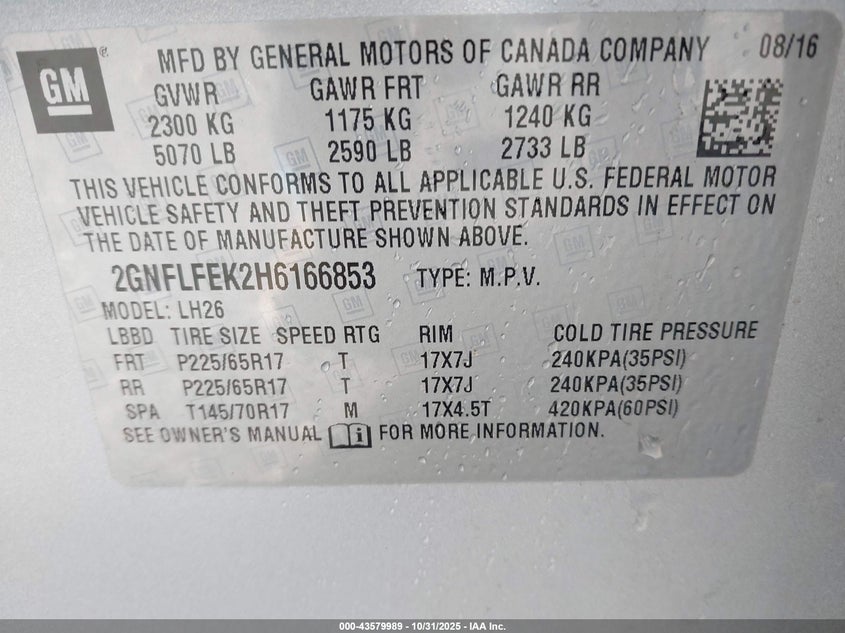 GM ® MFD BY GENERAL MOTORS OF CANADA COMPANY 08/16
GVWR GAWR FRT GAWR RR
2300 KG 1175 KG 1240 KG
5070 LB 2590 LB 2733 LB
THIS VEHICLE CONFORMS TO ALL APPLICABLE U.S. FEDERAL MOTOR
VEHICLE SAFETY AND THEFT PREVENTION STANDARDS IN EFFECT ON
THE DATE OF MANUFACTURE SHOWN ABOVE.
2GNFLFEK2H6166853 TYPE: M.P.V.
MODEL: LH26
LBBD TIRE SIZE SPEED RTG RIM COLD TIRE PRESSURE
FRT P225/65R17 T 17X7J 240KPA(35PSI)
RR P225/65R17 T 17X7J 240KPA(35PSI)
SPA T145/70R17 M 17X4.5T 420KPA(60PSI)
SEE OWNER'S MANUAL i FOR MORE INFORMATION.
000-43579989 - 10/31/2025 - IAA Inc.